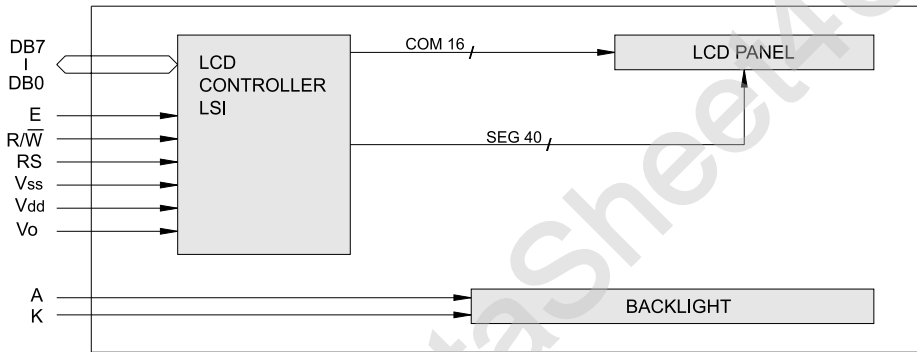 DB7
DB0
E
R/W̅
RS
Vss
Vdd
Vo
A
K
LCD
CONTROLLER
LSI
COM 16
SEG 40
LCD PANEL
BACKLIGHT